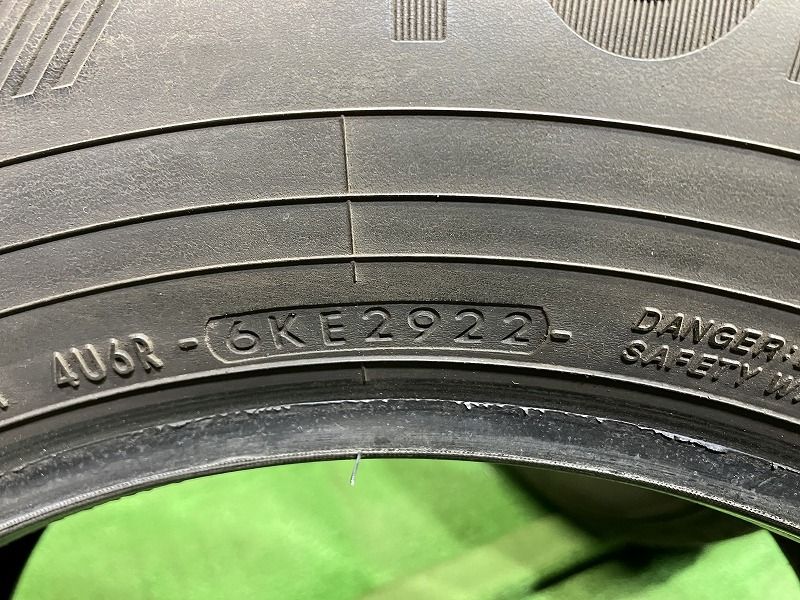 4U6R - 6KE2922 -
DANGER:
SAFETY